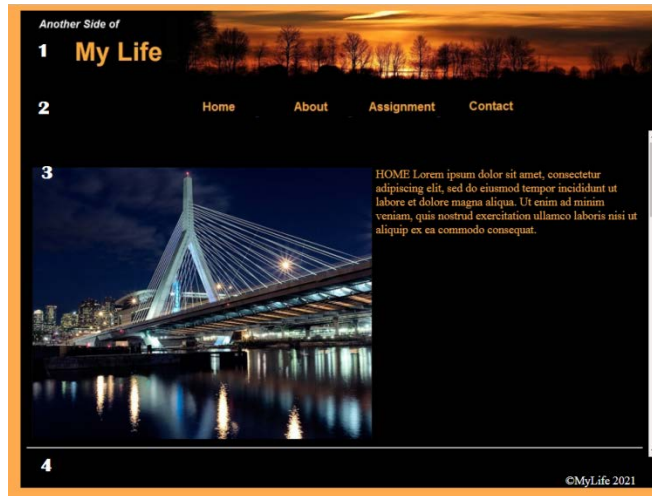 Another Side of
1 My Life
2 Home About Assignment Contact
3
HOME Lorem ipsum dolor sit amet, consectetur
adipiscing elit, sed do eiusmod tempor incididunt ut
labore et dolore magna aliqua. Ut enim ad minim
veniam, quis nostrud exercitation ullamco laboris nisi ut
aliquip ex ea commodo consequat.
4
©MyLife 2021